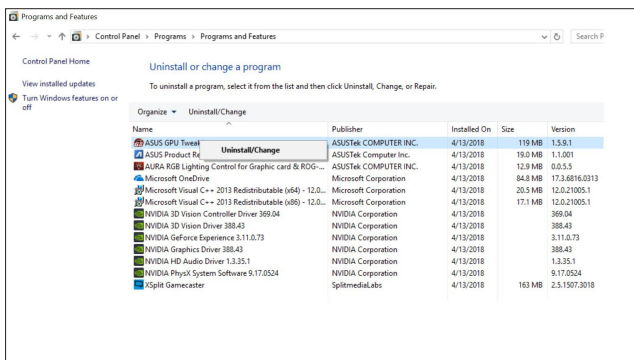 Programs and Features
Control Panel > Programs > Programs and Features Search P
Control Panel Home
View installed updates
Turn Windows features on or
off
Uninstall or change a program
To uninstall a program, select it from the list and then click Uninstall, Change, or Repair.
Organize Uninstall/Change
Name Publisher Installed On Size Version
ASUS GPU Tweak ASUSTek COMPUTER INC. 4/13/2018 119 MB 1.5.9.1
Uninstall/Change
ASUS Product Re ASUSTek Computer Inc. 4/13/2018 19.0 MB 1.1.001
AURA RGB Lighting Control for Graphic card & ROG-... ASUSTek COMPUTER INC. 4/13/2018 12.9 MB 0.0.5.5
Microsoft OneDrive Microsoft Corporation 4/13/2018 84.8 MB 17.3.6816.0313
Microsoft Visual C++ 2013 Redistributable (x64) - 12.0... Microsoft Corporation 4/13/2018 20.5 MB 12.0.21005.1
Microsoft Visual C++ 2013 Redistributable (x86) - 12.0... Microsoft Corporation 4/13/2018 17.1 MB 12.0.21005.1
NVIDIA 3D Vision Controller Driver 369.04 NVIDIA Corporation 4/13/2018 369.04
NVIDIA 3D Vision Driver 388.43 NVIDIA Corporation 4/13/2018 388.43
NVIDIA GeForce Experience 3.11.0.73 NVIDIA Corporation 4/13/2018 3.11.0.73
NVIDIA Graphics Driver 388.43 NVIDIA Corporation 4/13/2018 388.43
NVIDIA HD Audio Driver 1.3.35.1 NVIDIA Corporation 4/13/2018 1.3.35.1
NVIDIA PhysX System Software 9.17.0524 NVIDIA Corporation 4/13/2018 9.17.0524
XSplit Gamecaster SplitmediaLabs 4/13/2018 163 MB 2.5.1507.3018